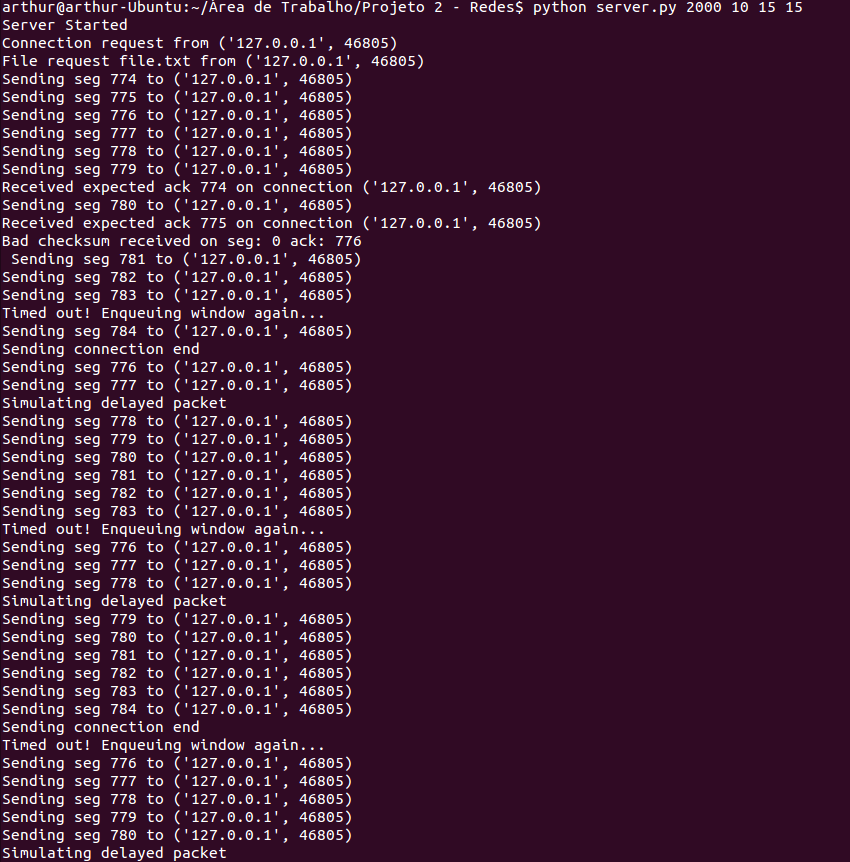 arthur@arthur-Ubuntu:~/Área de Trabalho/Projeto 2 - Redes$ python server.py 2000 10 15 15
Server Started
Connection request from ('127.0.0.1', 46805)
File request file.txt from ('127.0.0.1', 46805)
Sending seg 774 to ('127.0.0.1', 46805)
Sending seg 775 to ('127.0.0.1', 46805)
Sending seg 776 to ('127.0.0.1', 46805)
Sending seg 777 to ('127.0.0.1', 46805)
Sending seg 778 to ('127.0.0.1', 46805)
Sending seg 779 to ('127.0.0.1', 46805)
Received expected ack 774 on connection ('127.0.0.1', 46805)
Sending seg 780 to ('127.0.0.1', 46805)
Received expected ack 775 on connection ('127.0.0.1', 46805)
Bad checksum received on seg: 0 ack: 776
 Sending seg 781 to ('127.0.0.1', 46805)
Sending seg 782 to ('127.0.0.1', 46805)
Sending seg 783 to ('127.0.0.1', 46805)
Timed out! Enqueuing window again...
Sending seg 784 to ('127.0.0.1', 46805)
Sending connection end
Sending seg 776 to ('127.0.0.1', 46805)
Sending seg 777 to ('127.0.0.1', 46805)
Simulating delayed packet
Sending seg 778 to ('127.0.0.1', 46805)
Sending seg 779 to ('127.0.0.1', 46805)
Sending seg 780 to ('127.0.0.1', 46805)
Sending seg 781 to ('127.0.0.1', 46805)
Sending seg 782 to ('127.0.0.1', 46805)
Sending seg 783 to ('127.0.0.1', 46805)
Timed out! Enqueuing window again...
Sending seg 776 to ('127.0.0.1', 46805)
Sending seg 777 to ('127.0.0.1', 46805)
Sending seg 778 to ('127.0.0.1', 46805)
Simulating delayed packet
Sending seg 779 to ('127.0.0.1', 46805)
Sending seg 780 to ('127.0.0.1', 46805)
Sending seg 781 to ('127.0.0.1', 46805)
Sending seg 782 to ('127.0.0.1', 46805)
Sending seg 783 to ('127.0.0.1', 46805)
Sending seg 784 to ('127.0.0.1', 46805)
Sending connection end
Timed out! Enqueuing window again...
Sending seg 776 to ('127.0.0.1', 46805)
Sending seg 777 to ('127.0.0.1', 46805)
Sending seg 778 to ('127.0.0.1', 46805)
Sending seg 779 to ('127.0.0.1', 46805)
Sending seg 780 to ('127.0.0.1', 46805)
Simulating delayed packet